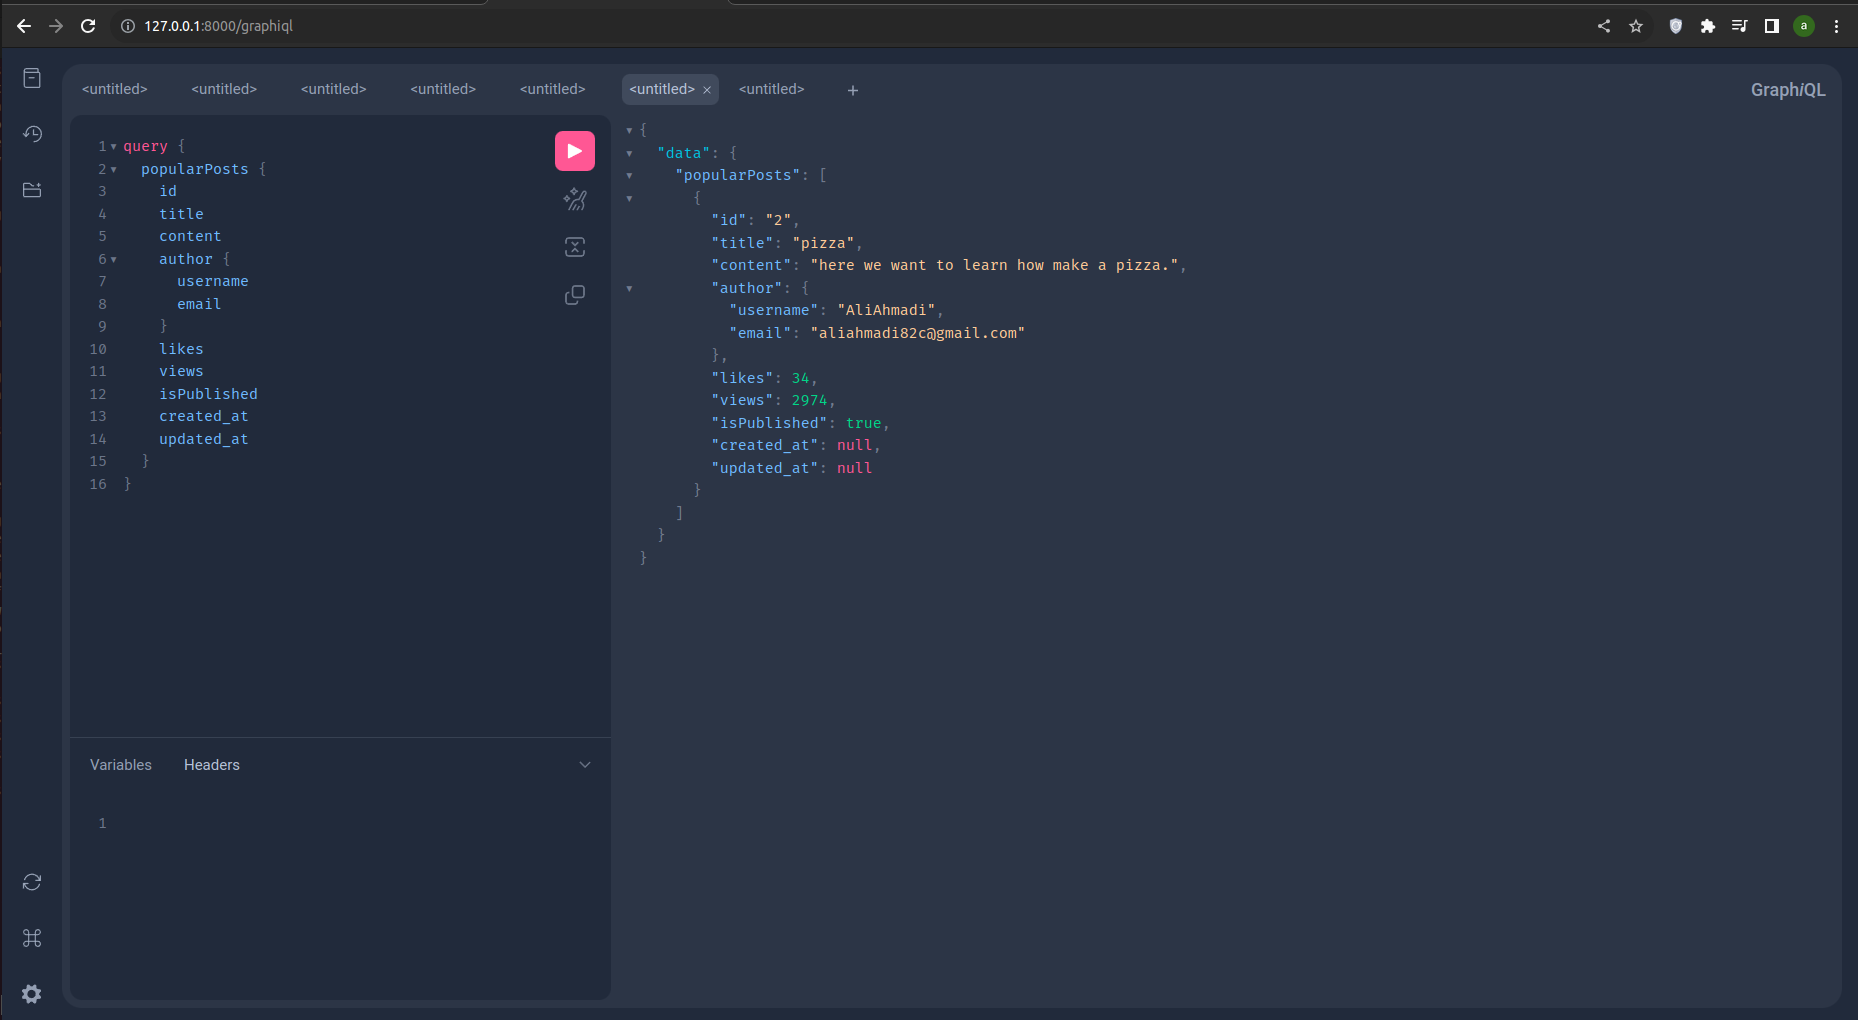 127.0.0.1:8000/graphiql
a
<untitled> <untitled> <untitled> <untitled> <untitled> <untitled> × <untitled> +
GraphiQL
1 query {
2 popularPosts {
3 id
4 title
5 content
6 author {
7 username
8 email
9 }
10 likes
11 views
12 isPublished
13 created_at
14 updated_at
15 }
16 }
{
"data": {
"popularPosts": [
{
"id": "2",
"title": "pizza",
"content": "here we want to learn how make a pizza.",
"author": {
"username": "AliAhmadi",
"email": "aliahmadi82c@gmail.com"
},
"likes": 34,
"views": 2974,
"isPublished": true,
"created_at": null,
"updated_at": null
}
]
}
}
Variables Headers
1